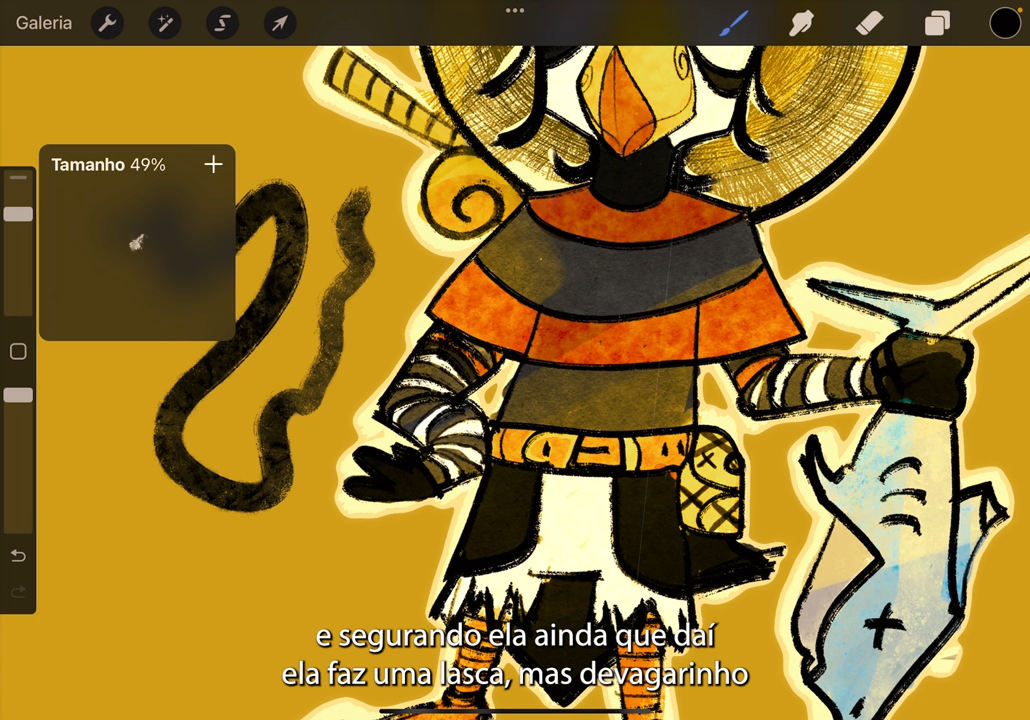 Galeria
Tamanho 49%
e segurando ela ainda que daí
ela faz uma lasca, mas devagarinho